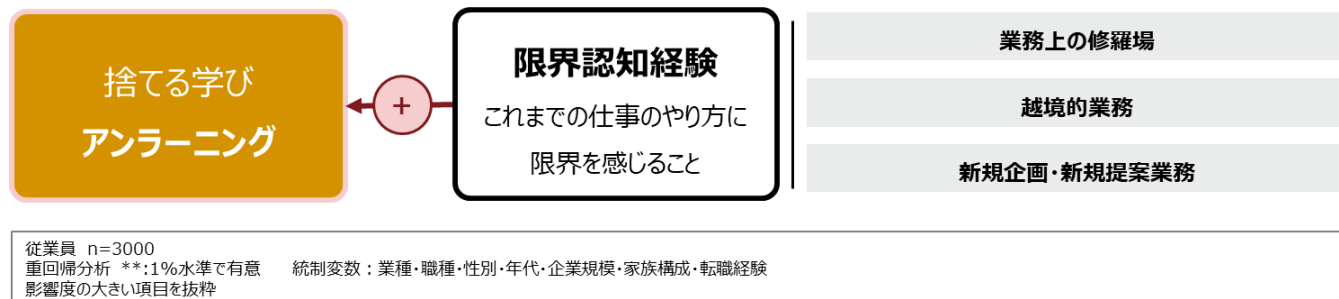 捨てる学び
アンラーニング
+
限界認知経験
これまでの仕事のやり方に
限界を感じること
業務上の修羅場
越境的業務
新規企画・新規提案業務
従業員 n=3000
重回帰分析 **:1%水準で有意 統制変数：業種・職種・性別・年代・企業規模・家族構成・転職経験
影響度の大きい項目を抜粋